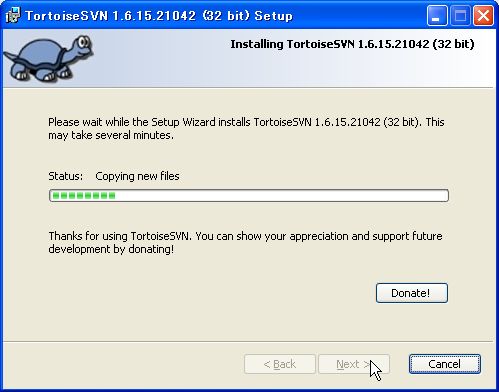 TortoiseSVN 1.6.15.21042 (32 bit) Setup
Installing TortoiseSVN 1.6.15.21042 (32 bit)
Please wait while the Setup Wizard installs TortoiseSVN 1.6.15.21042 (32 bit). This
may take several minutes.
Status: Copying new files
Thanks for using TortoiseSVN. You can show your appreciation and support future
development by donating!
Donate!
< Back Next > Cancel